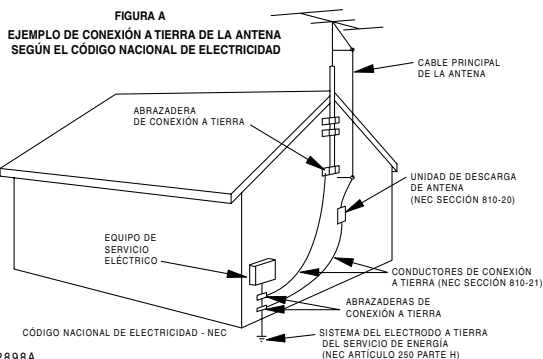 FIGURA A
EJEMPLO DE CONEXIÓN A TIERRA DE LA ANTENA
SEGÚN EL CÓDIGO NACIONAL DE ELECTRICIDAD
CABLE PRINCIPAL
DE LA ANTENA
ABRAZADERA
DE CONEXIÓN A TIERRA
UNIDAD DE DESCARGA
DE ANTENA
(NEC SECCIÓN 810-20)
EQUIPO DE
SERVICIO
ELÉCTRICO
CONDUCTORES DE CONEXIÓN
A TIERRA (NEC SECCIÓN 810-21)
ABRAZADERAS DE
CONEXIÓN A TIERRA
CÓDIGO NACIONAL DE ELECTRICIDAD - NEC
SISTEMA DEL ELECTRODO A TIERRA
DEL SERVICIO DE ENERGÍA
(NEC ARTÍCULO 250 PARTE H)